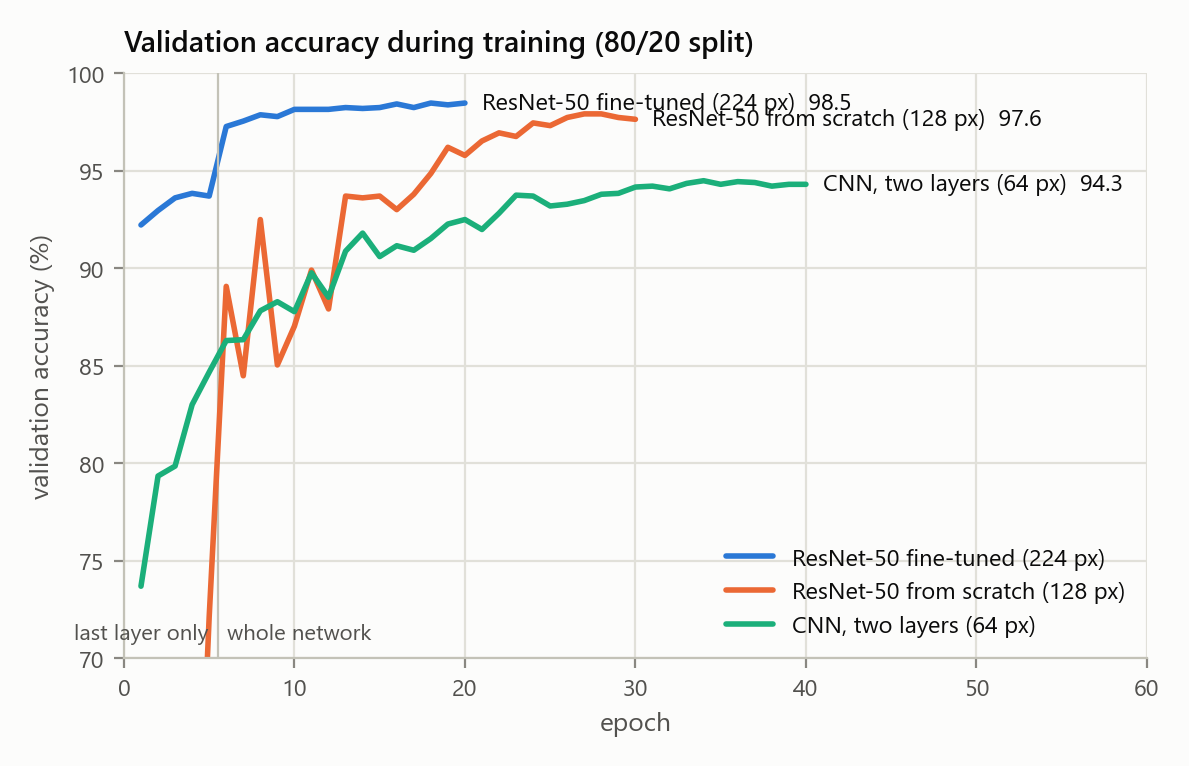 Validation accuracy during training (80/20 split)
validation accuracy (%)
100
95
90
85
80
75
70
ResNet-50 fine-tuned (224 px) 98.5
ResNet-50 from scratch (128 px) 97.6
CNN, two layers (64 px) 94.3
ResNet-50 fine-tuned (224 px)
ResNet-50 from scratch (128 px)
CNN, two layers (64 px)
last layer only
whole network
0 10 20 30 40 50 60
epoch